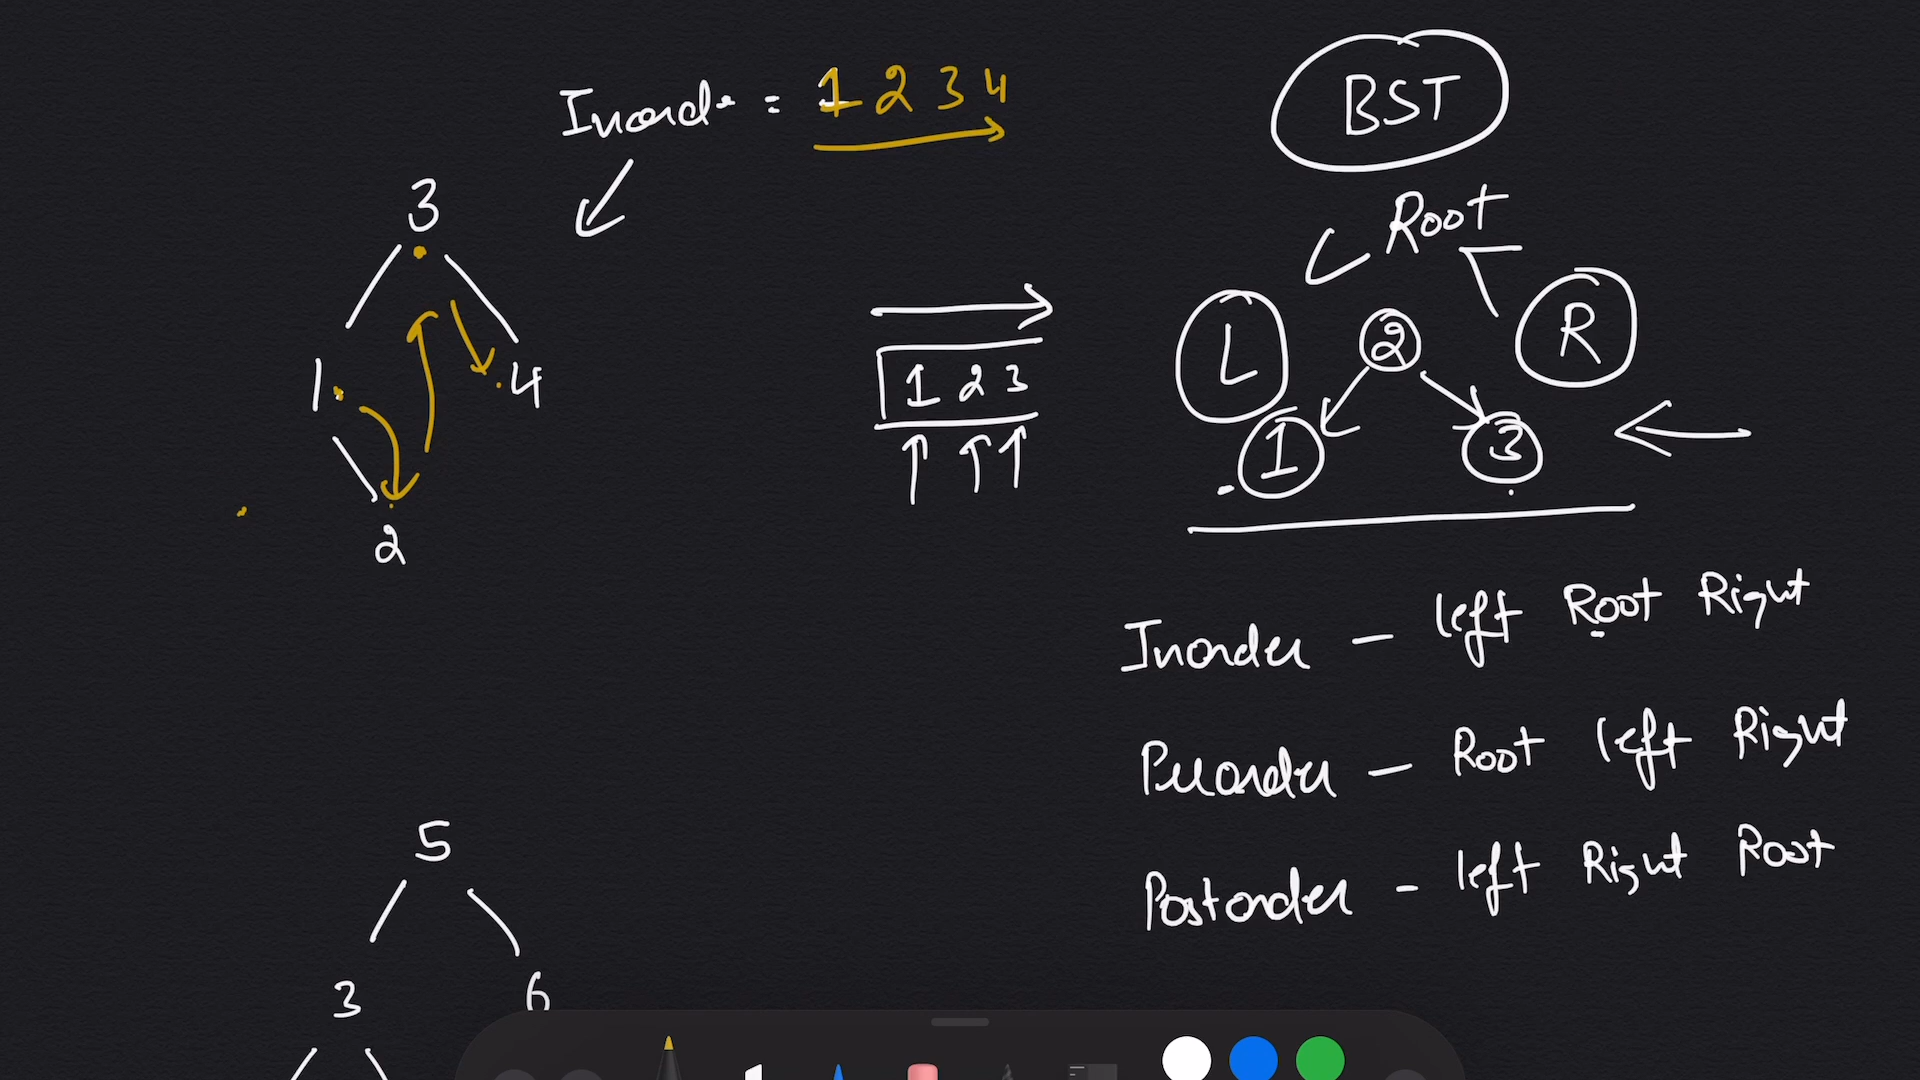 Inorder = 1 2 3 4
BST
3
Root
L
2
R
1
4
1 2 3
1
3
2
Inorder – left Root Right
Preorder – Root left Right
Postorder – left Right Root
5
3
6